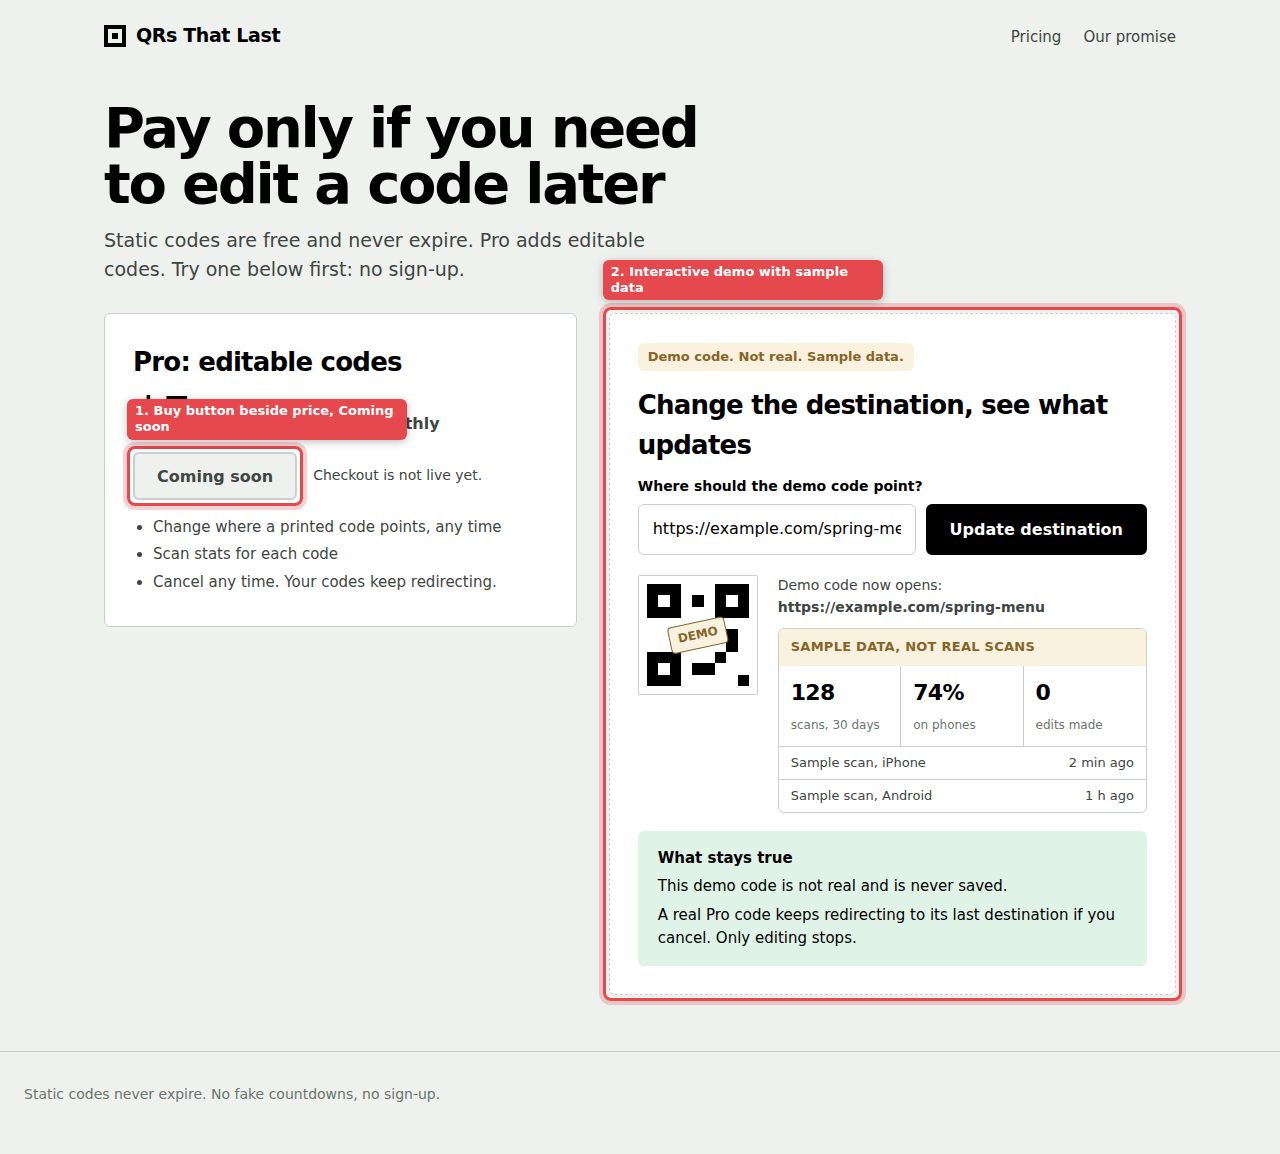 QRs That Last
Pricing
Our promise
Pay only if you need
to edit a code later
Static codes are free and never expire. Pro adds editable
codes. Try one below first: no sign-up.
Pro: editable codes
1. Buy button beside price, Coming
soon
Coming soon
Checkout is not live yet.
Change where a printed code points, any time
Scan stats for each code
Cancel any time. Your codes keep redirecting.
2. Interactive demo with sample
data
Demo code. Not real. Sample data.
Change the destination, see what
updates
Where should the demo code point?
https://example.com/spring-me
Update destination
DEMO
Demo code now opens:
https://example.com/spring-menu
SAMPLE DATA, NOT REAL SCANS
128
scans, 30 days
74%
on phones
0
edits made
Sample scan, iPhone
2 min ago
Sample scan, Android
1 h ago
What stays true
This demo code is not real and is never saved.
A real Pro code keeps redirecting to its last destination if you
cancel. Only editing stops.
Static codes never expire. No fake countdowns, no sign-up.